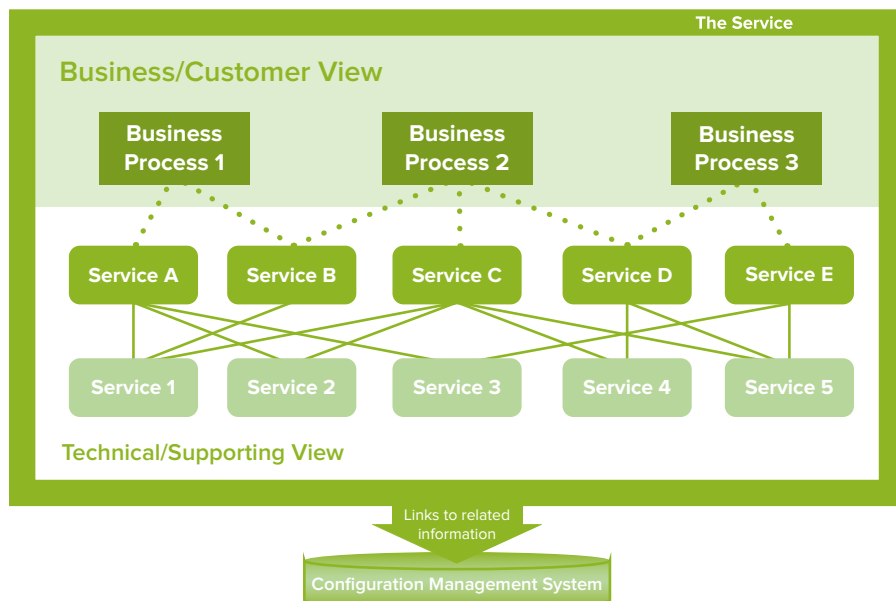 The Service
Business/Customer View
Business
Process 1
Business
Process 2
Business
Process 3
Service A
Service B
Service C
Service D
Service E
Service 1
Service 2
Service 3
Service 4
Service 5
Technical/Supporting View
Links to related
information
Configuration Management System